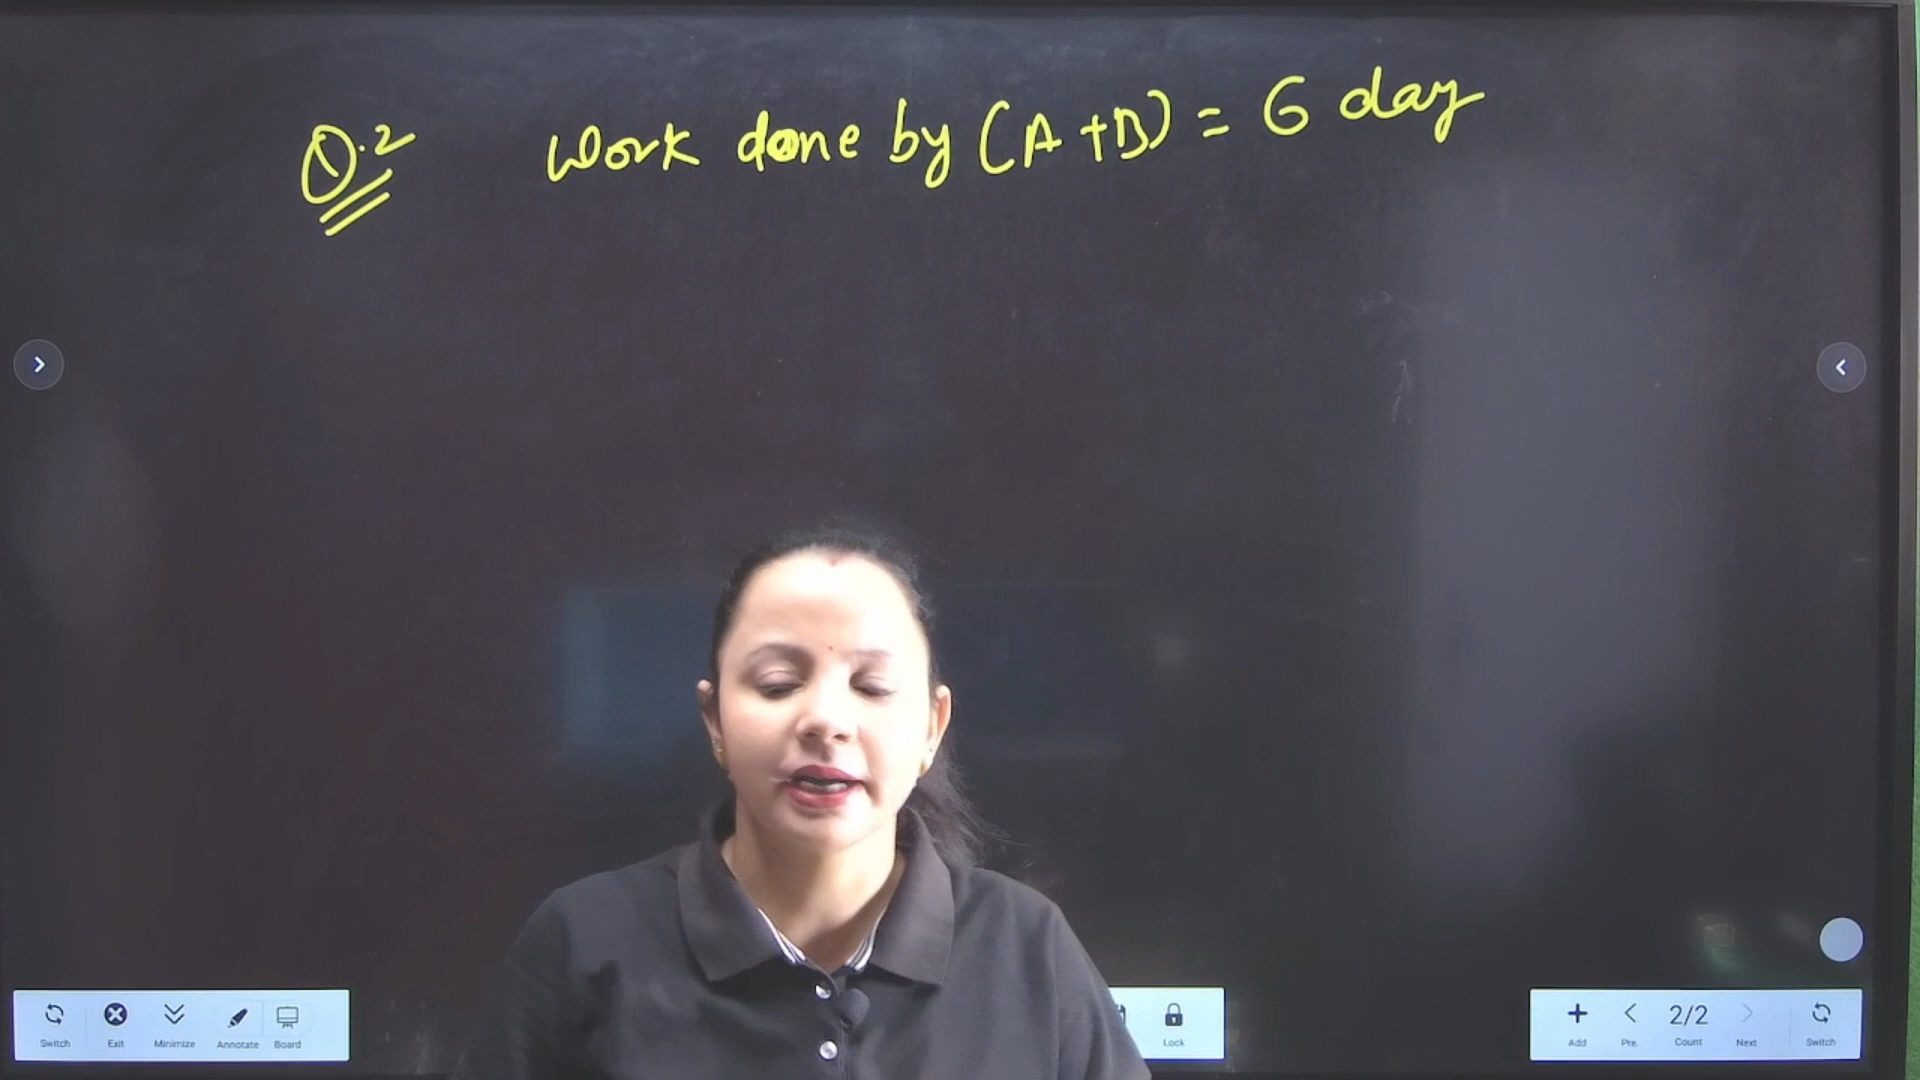 Q.2 Work done by (A+B) = 6 day
Switch Exit Minimize Annotate Board Lock Add Pre. 2/2 Count Next Switch